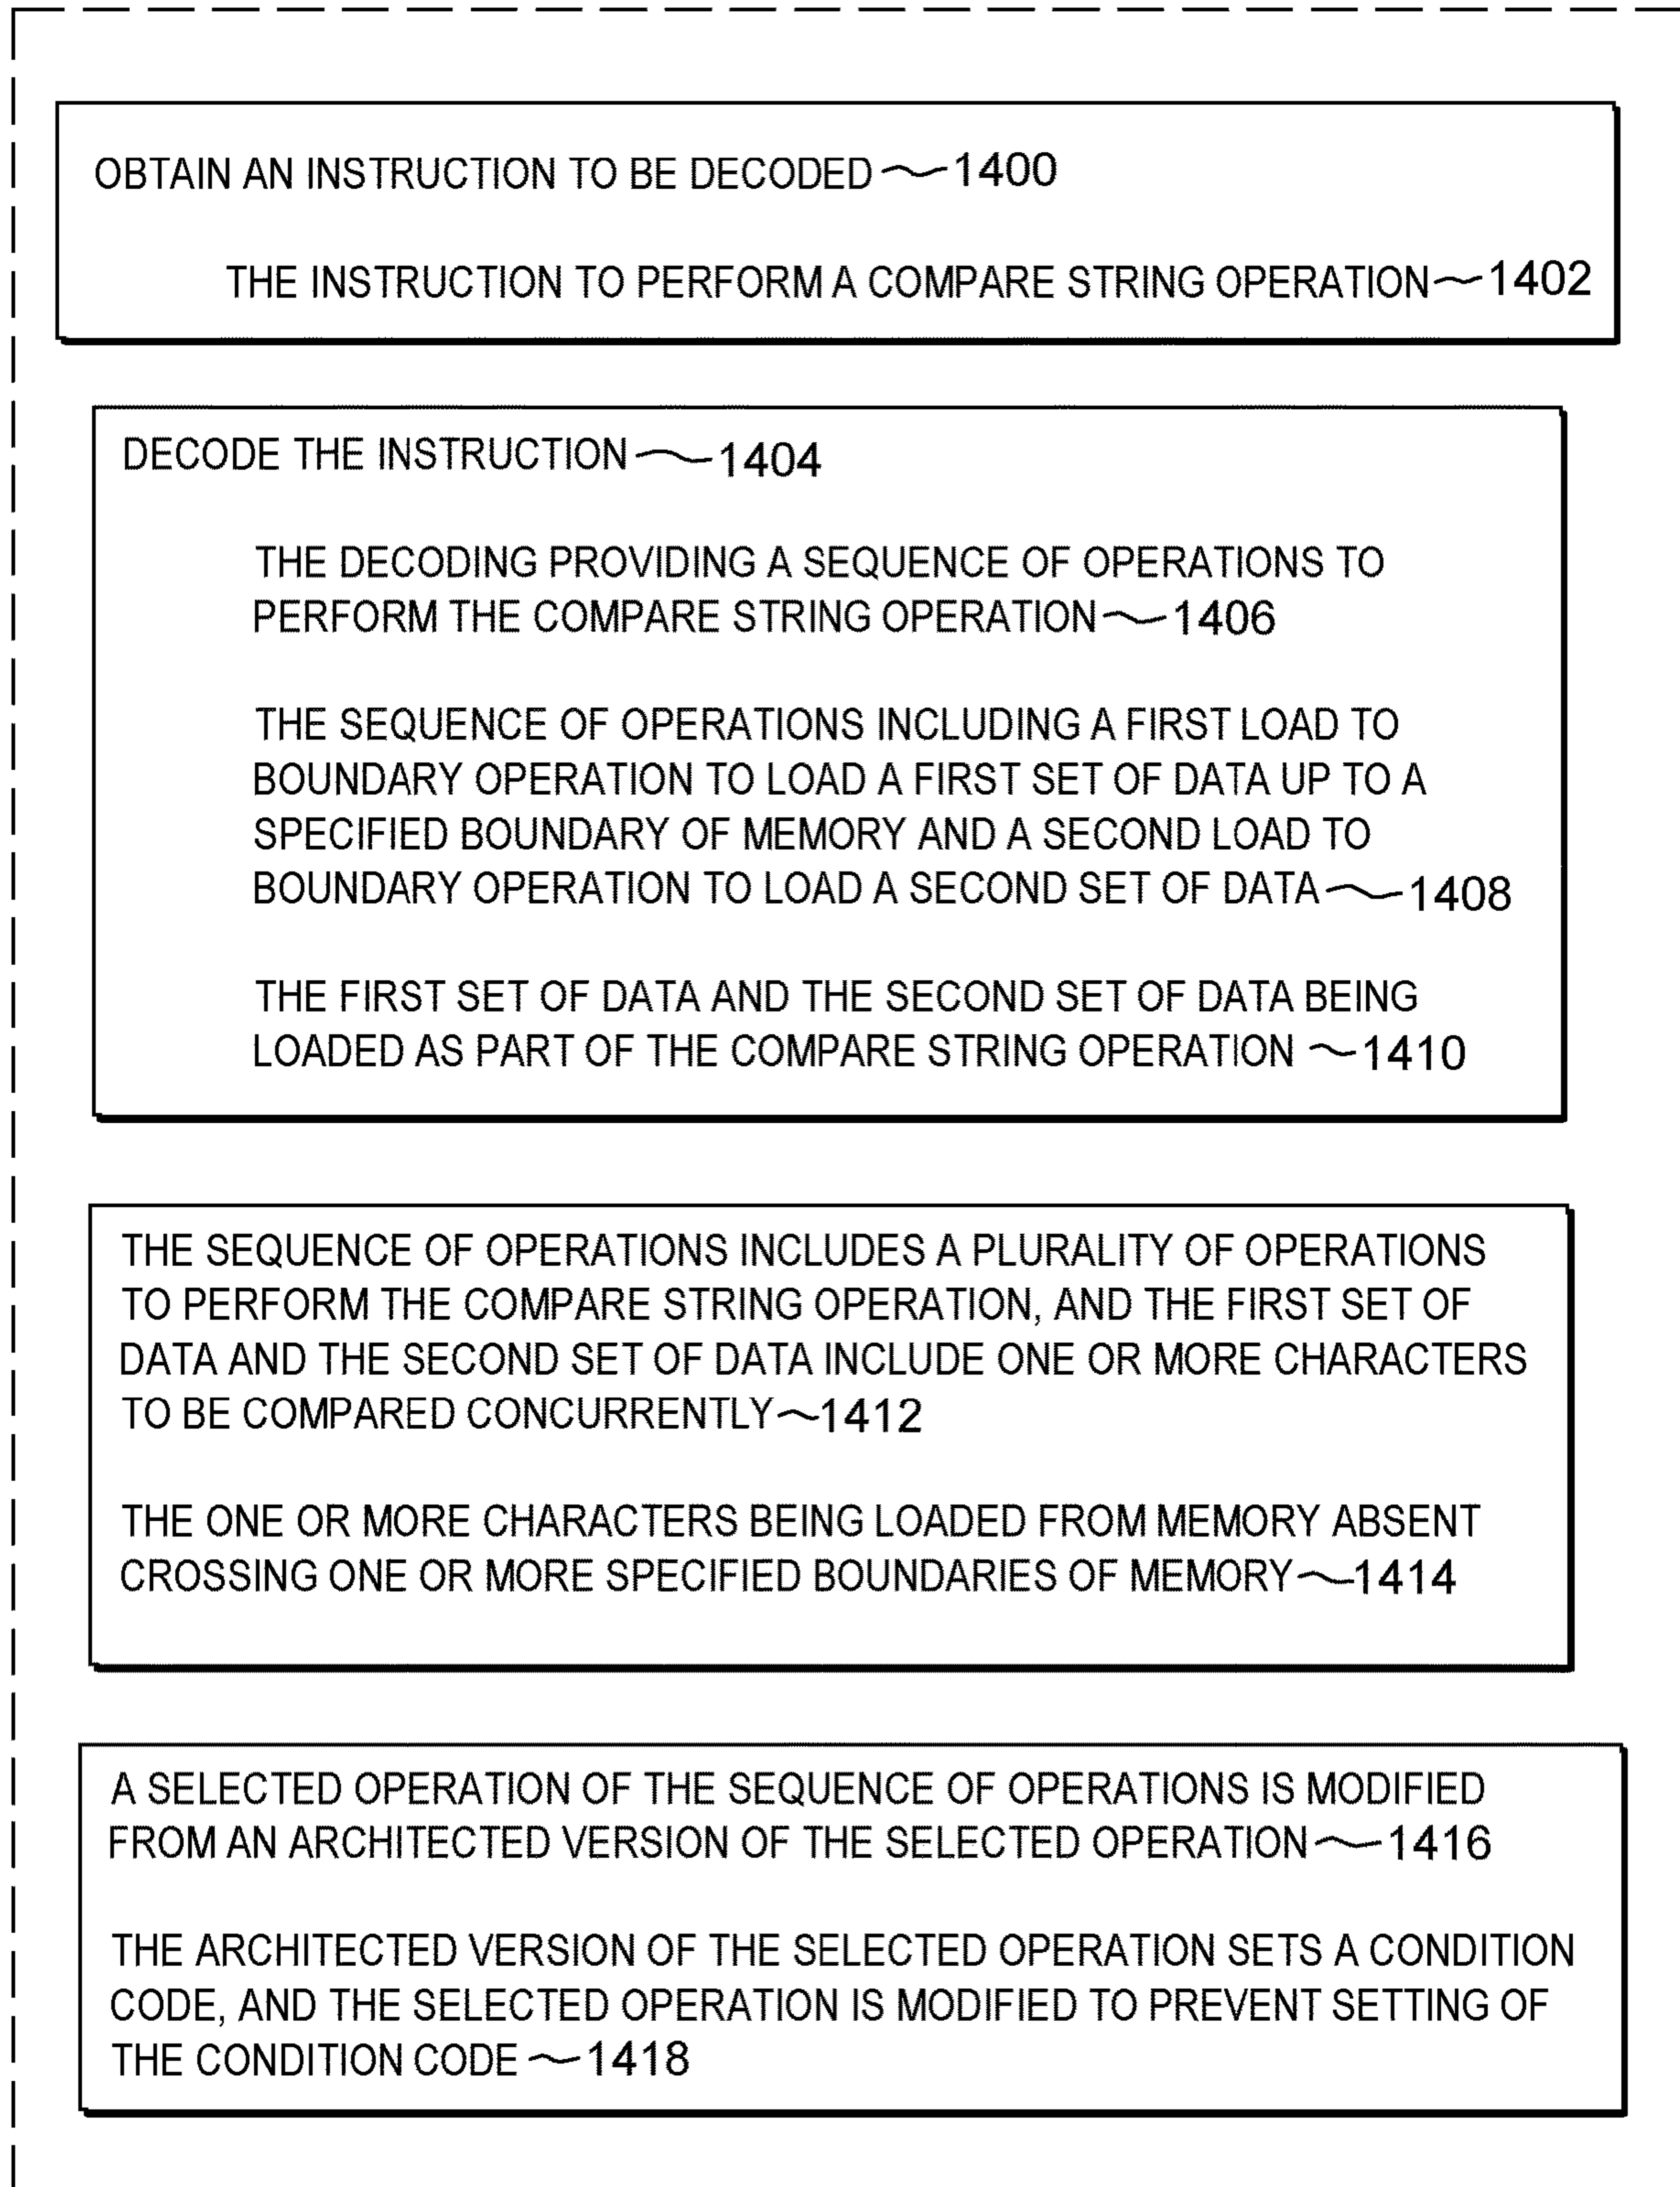 OBTAIN AN INSTRUCTION TO BE DECODED 1400
THE INSTRUCTION TO PERFORM A COMPARE STRING OPERATION 1402
DECODE THE INSTRUCTION 1404
THE DECODING PROVIDING A SEQUENCE OF OPERATIONS TO
PERFORM THE COMPARE STRING OPERATION 1406
THE SEQUENCE OF OPERATIONS INCLUDING A FIRST LOAD TO
BOUNDARY OPERATION TO LOAD A FIRST SET OF DATA UP TO A
SPECIFIED BOUNDARY OF MEMORY AND A SECOND LOAD TO
BOUNDARY OPERATION TO LOAD A SECOND SET OF DATA 1408
THE FIRST SET OF DATA AND THE SECOND SET OF DATA BEING
LOADED AS PART OF THE COMPARE STRING OPERATION 1410
THE SEQUENCE OF OPERATIONS INCLUDES A PLURALITY OF OPERATIONS
TO PERFORM THE COMPARE STRING OPERATION, AND THE FIRST SET OF
DATA AND THE SECOND SET OF DATA INCLUDE ONE OR MORE CHARACTERS
TO BE COMPARED CONCURRENTLY 1412
THE ONE OR MORE CHARACTERS BEING LOADED FROM MEMORY ABSENT
CROSSING ONE OR MORE SPECIFIED BOUNDARIES OF MEMORY 1414
A SELECTED OPERATION OF THE SEQUENCE OF OPERATIONS IS MODIFIED
FROM AN ARCHITECTED VERSION OF THE SELECTED OPERATION 1416
THE ARCHITECTED VERSION OF THE SELECTED OPERATION SETS A CONDITION
CODE, AND THE SELECTED OPERATION IS MODIFIED TO PREVENT SETTING OF
THE CONDITION CODE 1418